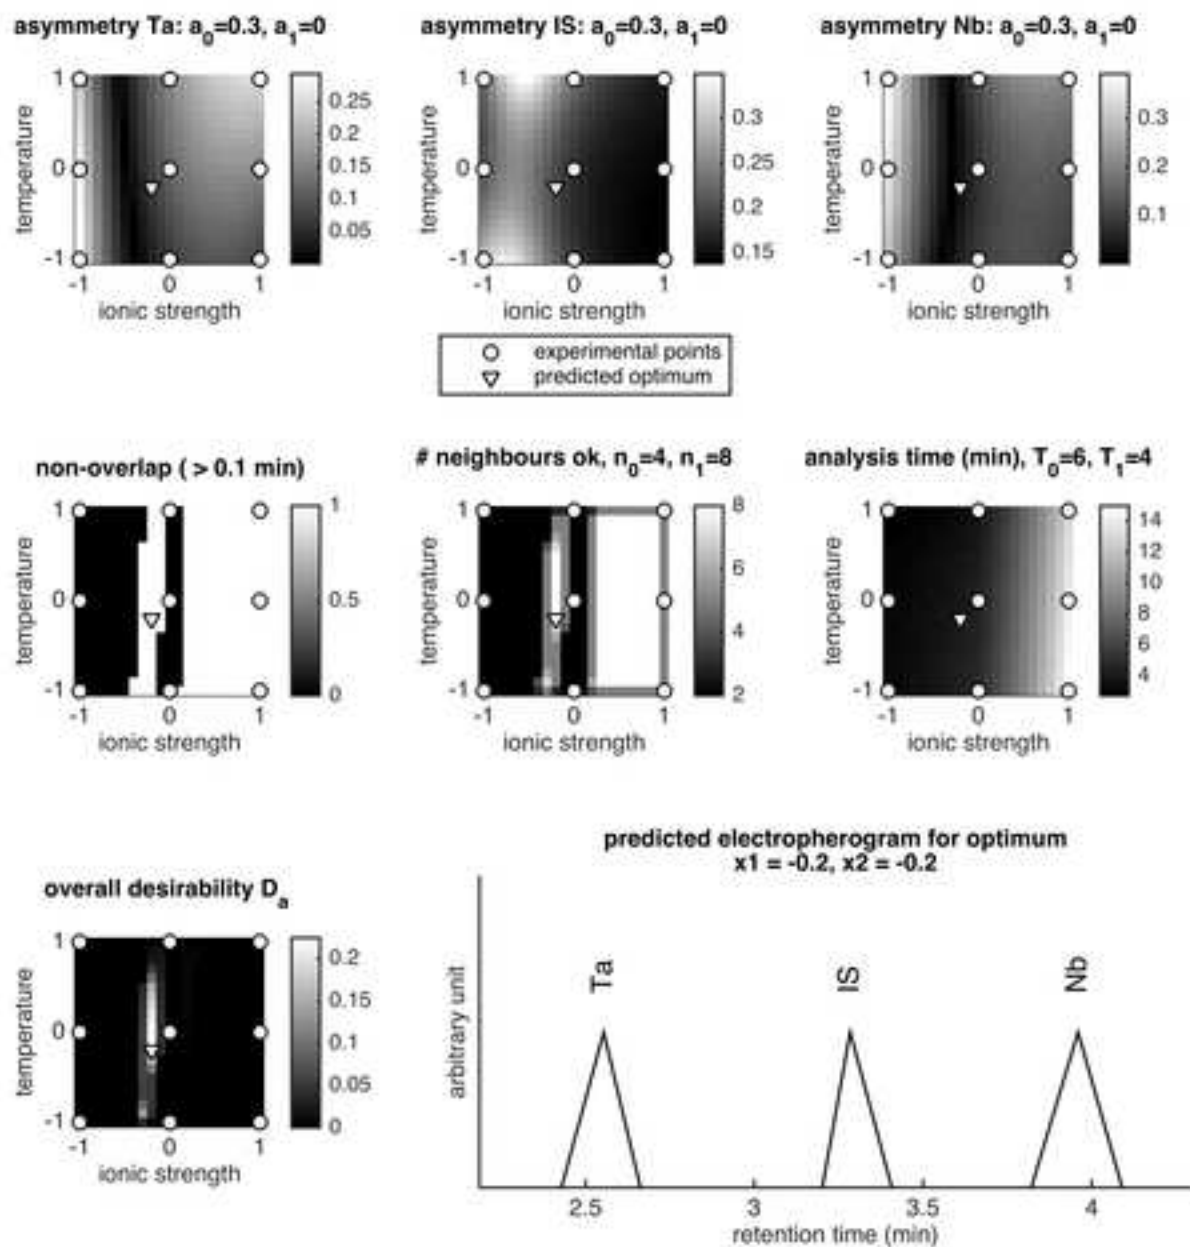 asymmetry Ta: a0=0.3, a1=0
asymmetry IS: a0=0.3, a1=0
asymmetry Nb: a0=0.3, a1=0
temperature
1
0
-1
-1
0
1
ionic strength
0.25
0.2
0.15
0.1
0.05
temperature
1
0
-1
-1
0
1
ionic strength
0.3
0.25
0.2
0.15
temperature
1
0
-1
-1
0
1
ionic strength
0.3
0.2
0.1
experimental points
predicted optimum
non-overlap ( > 0.1 min)
# neighbours ok, n0=4, n1=8
analysis time (min), T0=6, T1=4
temperature
1
0
-1
-1
0
1
ionic strength
1
0.5
0
temperature
1
0
-1
-1
0
1
ionic strength
8
6
4
2
temperature
1
0
-1
-1
0
1
ionic strength
14
12
10
8
6
4
overall desirability Da
temperature
1
0
-1
-1
0
1
ionic strength
0.2
0.15
0.1
0.05
0
predicted electropherogram for optimum
x1 = -0.2, x2 = -0.2
arbitrary unit
Ta
IS
Nb
2.5
3
3.5
4
retention time (min)